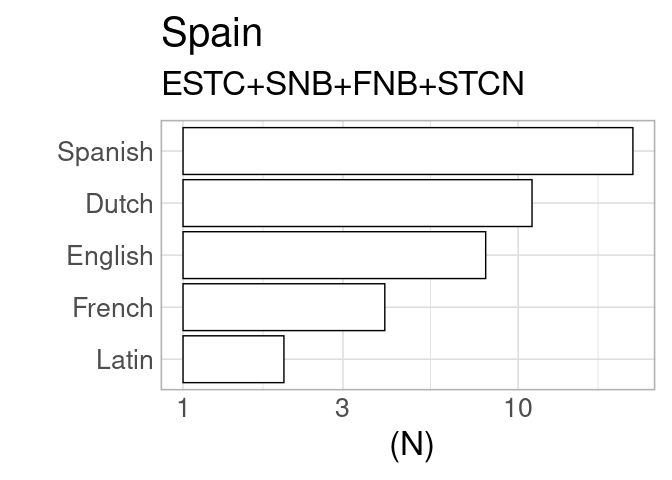 Spain
ESTC+SNB+FNB+STCN
Spanish
Dutch
English
French
Latin
1 3 10
(N)